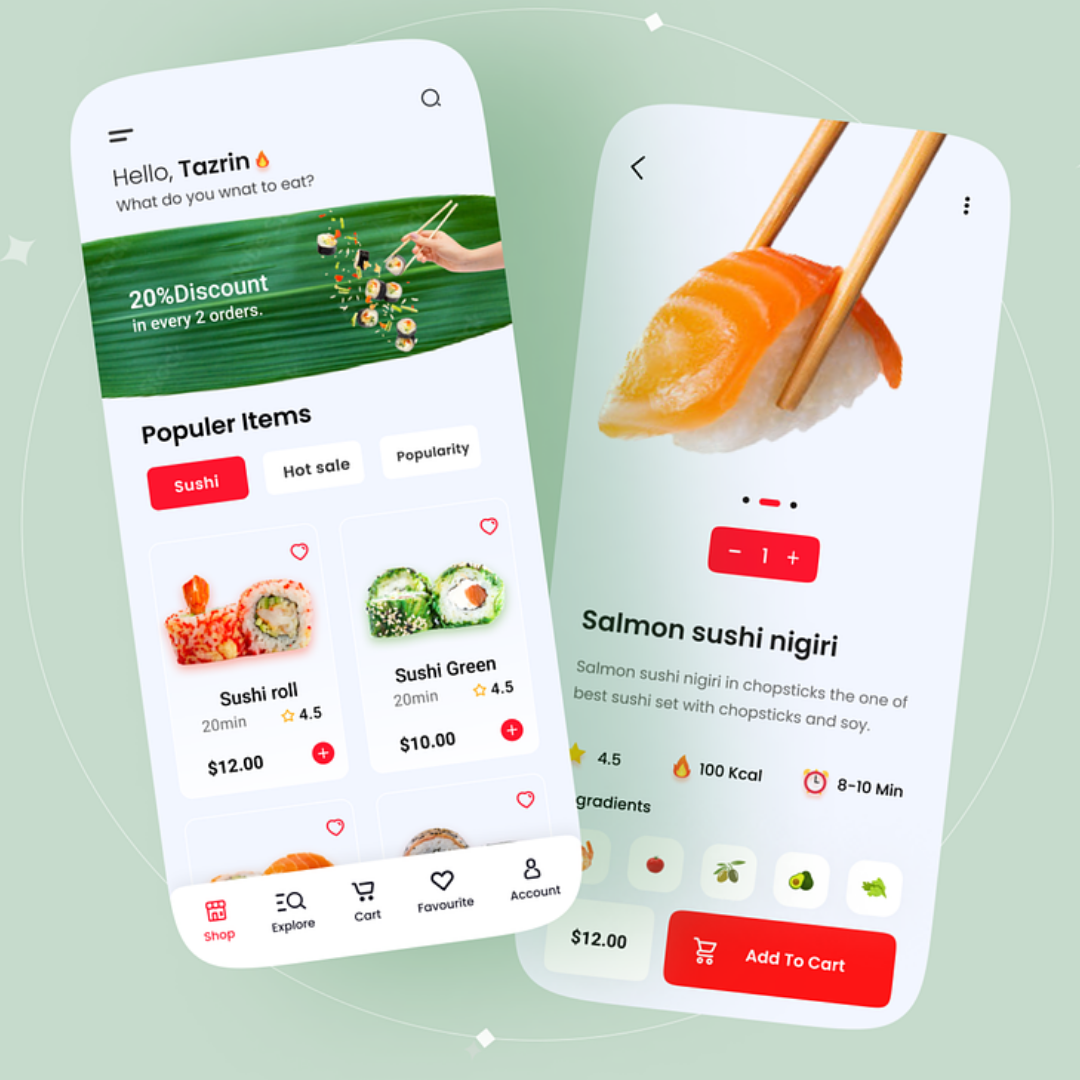 Hello, Tazrin
What do you wnat to eat?
20%Discount
in every 2 orders.
Populer Items
Sushi
Hot sale
Popularity
Sushi roll
20min
4.5
$12.00
Sushi Green
20min
4.5
$10.00
Shop
Explore
Cart
Favourite
Account
1
Salmon sushi nigiri
Salmon sushi nigiri in chopsticks the one of
best sushi set with chopsticks and soy.
4.5
100 Kcal
8-10 Min
gradients
$12.00
Add To Cart